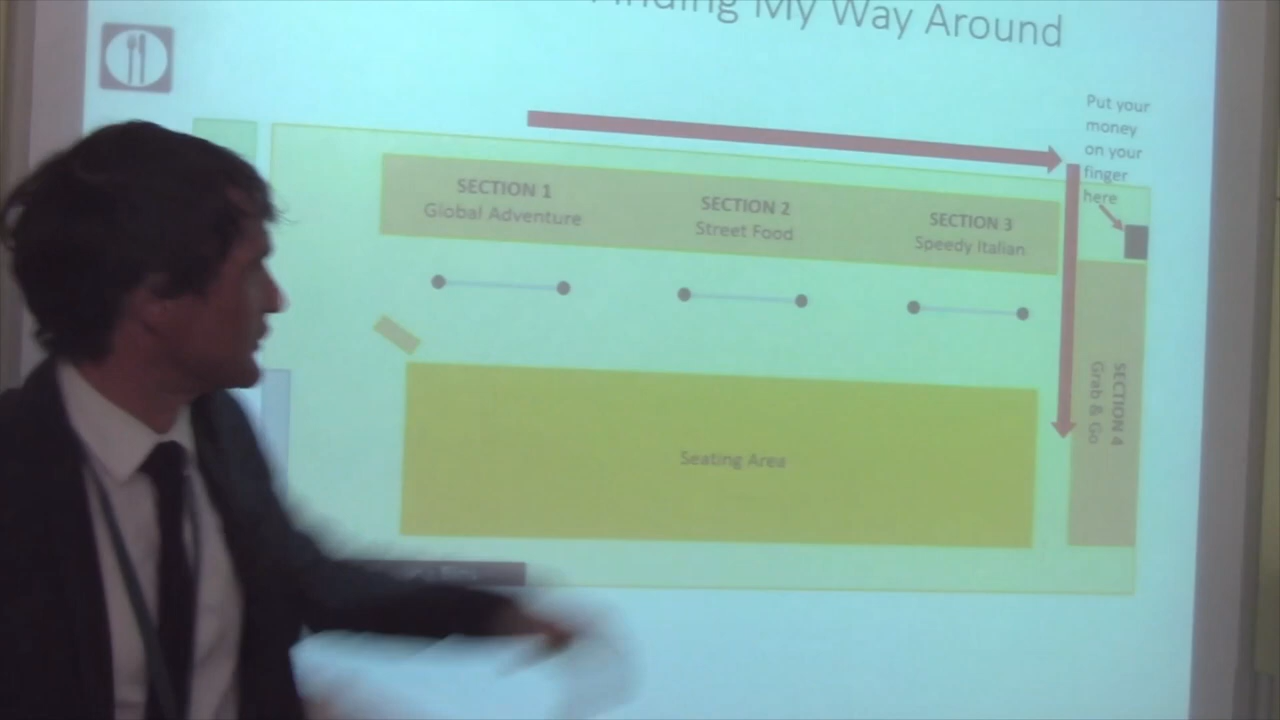 Finding My Way Around
Put your
money
on your
finger
here
SECTION 1
Global Adventure
SECTION 2
Street Food
SECTION 3
Speedy Italian
SECTION 4
Grab & Go
Seating Area